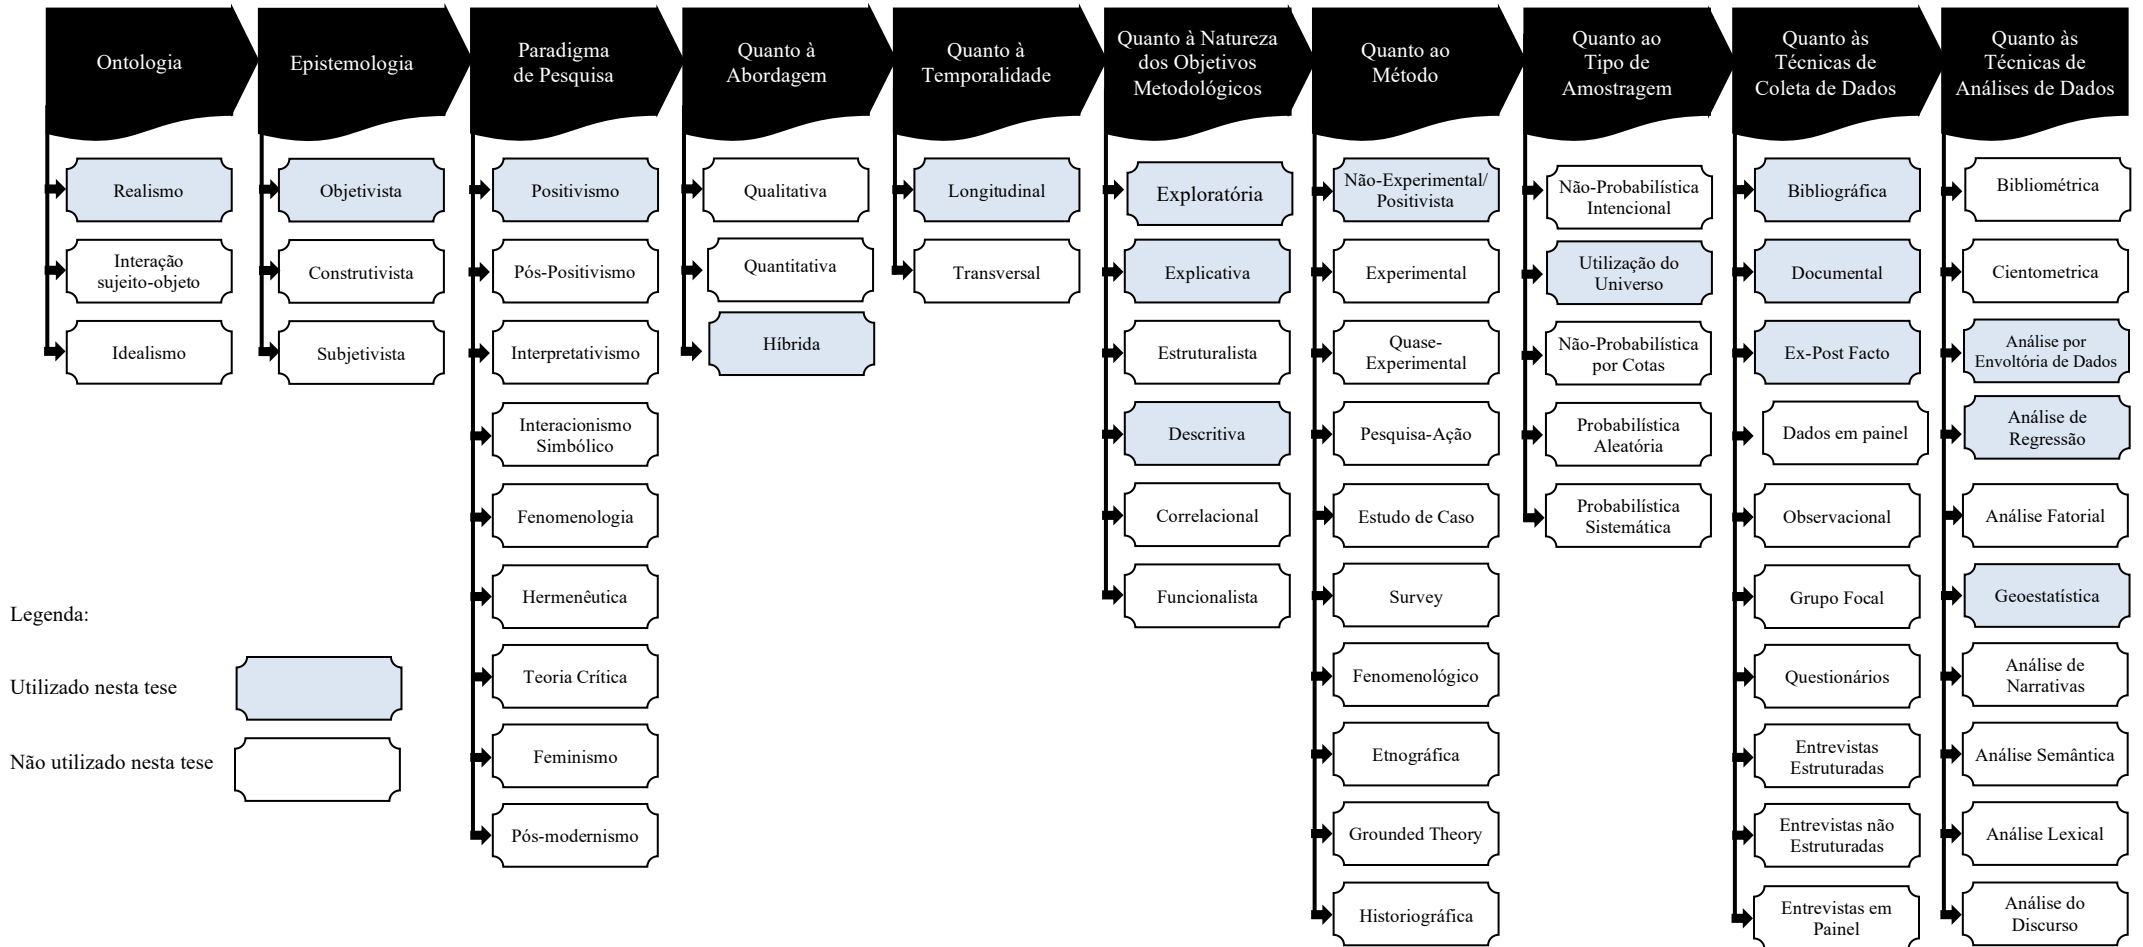 Ontologia
Realismo
Interação
sujeito-objeto
Idealismo
Epistemologia
Objetivista
Construtivista
Subjetivista
Paradigma
de Pesquisa
Positivismo
Pós-Positivismo
Interpretativismo
Interacionismo
Simbólico
Fenomenologia
Hermenêutica
Teoria Crítica
Feminismo
Pós-modernismo
Quanto à
Abordagem
Qualitativa
Quantitativa
Híbrida
Quanto à
Temporalidade
Longitudinal
Transversal
Quanto à Natureza
dos Objetivos
Metodológicos
Exploratória
Explicativa
Estruturalista
Descritiva
Correlacional
Funcionalista
Quanto ao
Método
Não-Experimental/
Positivista
Experimental
Quase-
Experimental
Pesquisa-Ação
Estudo de Caso
Survey
Fenomenológico
Etnográfica
Grounded Theory
Historiográfica
Quanto ao
Tipo de
Amostragem
Não-Probabilística
Intencional
Utilização do
Universo
Não-Probabilística
por Cotas
Probabilística
Aleatória
Probabilística
Sistemática
Quanto às
Técnicas de
Coleta de Dados
Bibliográfica
Documental
Ex-Post Facto
Dados em painel
Observacional
Grupo Focal
Questionários
Entrevistas
Estruturadas
Entrevistas não
Estruturadas
Entrevistas em
Painel
Quanto às
Técnicas de
Análises de Dados
Bibliométrica
Cientometrica
Análise por
Envoltória de Dados
Análise de
Regressão
Análise Fatorial
Geoestatística
Análise de
Narrativas
Análise Semântica
Análise Lexical
Análise do
Discurso
Legenda:
Utilizado nesta tese
Não utilizado nesta tese